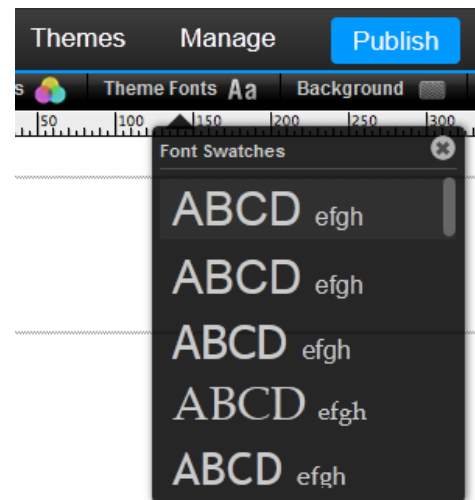 Themes Manage Publish
s Theme Fonts Aa Background
50 100 150 200 250 300
Font Swatches
ABCD efgh
ABCD efgh
ABCD efgh
ABCD efgh
ABCD efgh